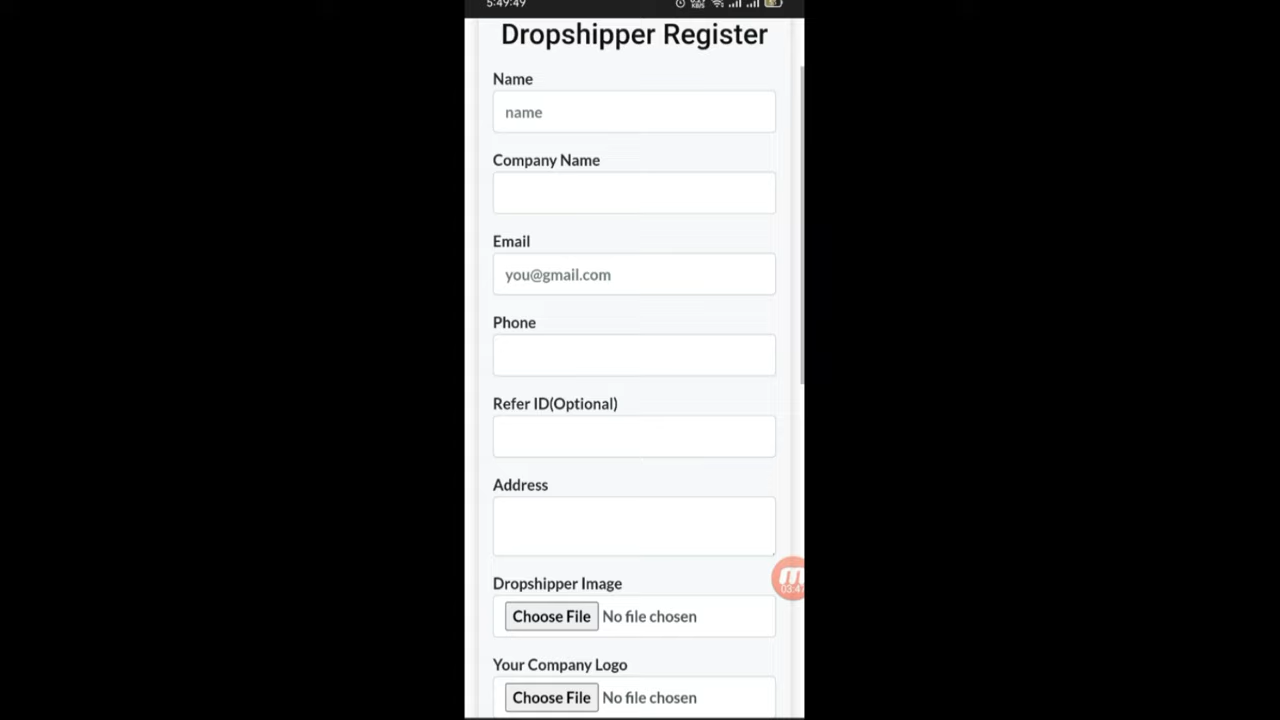 5:49:49
Dropshipper Register
Name
name
Company Name
Email
you@gmail.com
Phone
Refer ID(Optional)
Address
Dropshipper Image
Choose File No file chosen
Your Company Logo
Choose File No file chosen